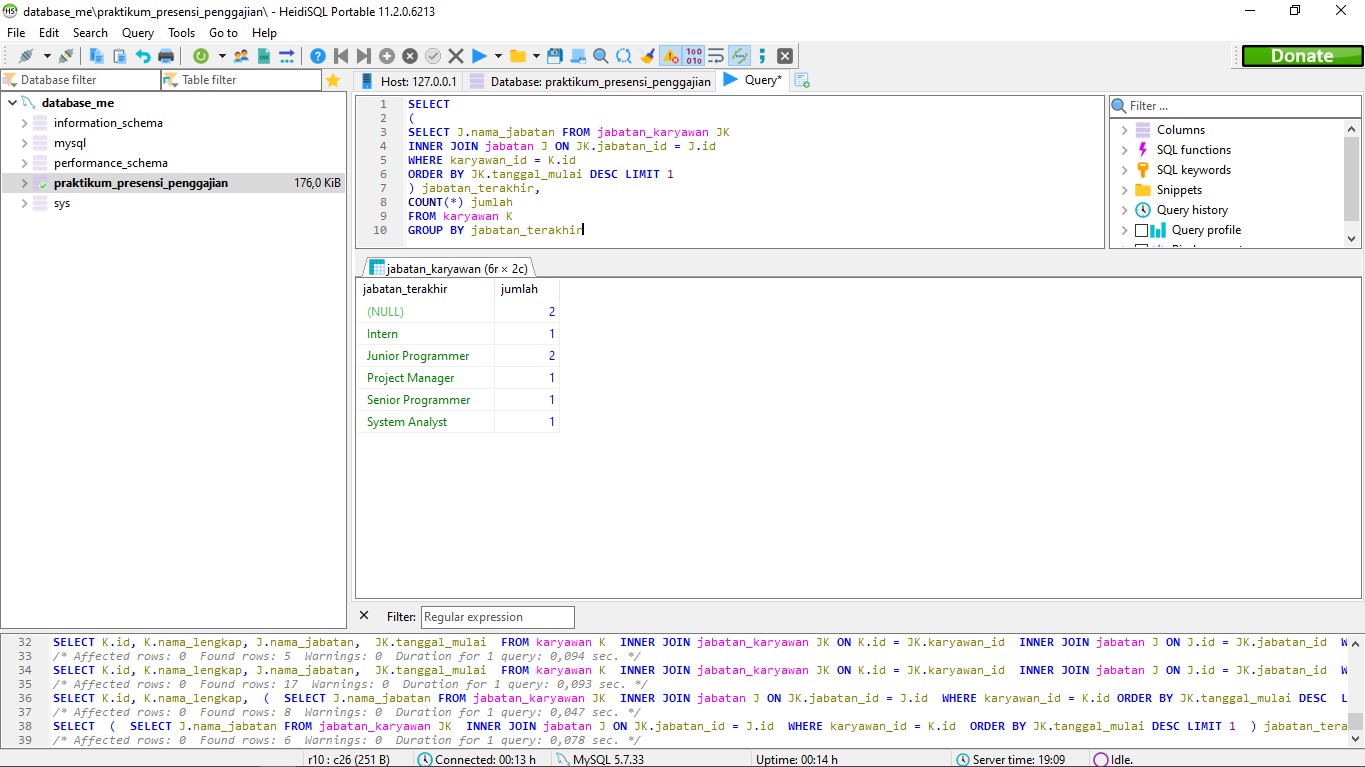 HS database_me\praktikum_presensi_penggajian\ - HeidiSQL Portable 11.2.0.6213
File Edit Search Query Tools Go to Help
Donate
Database filter Table filter
Host: 127.0.0.1 Database: praktikum_presensi_penggajian Query*
database_me
information_schema
mysql
performance_schema
praktikum_presensi_penggajian 176,0 KiB
sys
1 SELECT
2 (
3 SELECT J.nama_jabatan FROM jabatan_karyawan JK
4 INNER JOIN jabatan J ON JK.jabatan_id = J.id
5 WHERE karyawan_id = K.id
6 ORDER BY JK.tanggal_mulai DESC LIMIT 1
7 ) jabatan_terakhir,
8 COUNT(*) jumlah
9 FROM karyawan K
10 GROUP BY jabatan_terakhir
Filter ...
Columns
SQL functions
SQL keywords
Snippets
Query history
Query profile
jabatan_karyawan (6r × 2c)
jabatan_terakhir jumlah
(NULL) 2
Intern 1
Junior Programmer 2
Project Manager 1
Senior Programmer 1
System Analyst 1
Filter: Regular expression
32 SELECT K.id, K.nama_lengkap, J.nama_jabatan, JK.tanggal_mulai FROM karyawan K INNER JOIN jabatan_karyawan JK ON K.id = JK.karyawan_id INNER JOIN jabatan J ON J.id = JK.jabatan_id W
33 /* Affected rows: 0 Found rows: 5 Warnings: 0 Duration for 1 query: 0,094 sec. */
34 SELECT K.id, K.nama_lengkap, J.nama_jabatan, JK.tanggal_mulai FROM karyawan K INNER JOIN jabatan_karyawan JK ON K.id = JK.karyawan_id INNER JOIN jabatan J ON J.id = JK.jabatan_id W
35 /* Affected rows: 0 Found rows: 17 Warnings: 0 Duration for 1 query: 0,093 sec. */
36 SELECT K.id, K.nama_lengkap, ( SELECT J.nama_jabatan FROM jabatan_karyawan JK INNER JOIN jabatan J ON JK.jabatan_id = J.id WHERE karyawan_id = K.id ORDER BY JK.tanggal_mulai DESC L
37 /* Affected rows: 0 Found rows: 8 Warnings: 0 Duration for 1 query: 0,047 sec. */
38 SELECT ( SELECT J.nama_jabatan FROM jabatan_karyawan JK INNER JOIN jabatan J ON JK.jabatan_id = J.id WHERE karyawan_id = K.id ORDER BY JK.tanggal_mulai DESC LIMIT 1 ) jabatan_tera
39 /* Affected rows: 0 Found rows: 6 Warnings: 0 Duration for 1 query: 0,078 sec. */
r10 : c26 (251 B) Connected: 00:13 h MySQL 5.7.33 Uptime: 00:14 h Server time: 19:09 Idle.